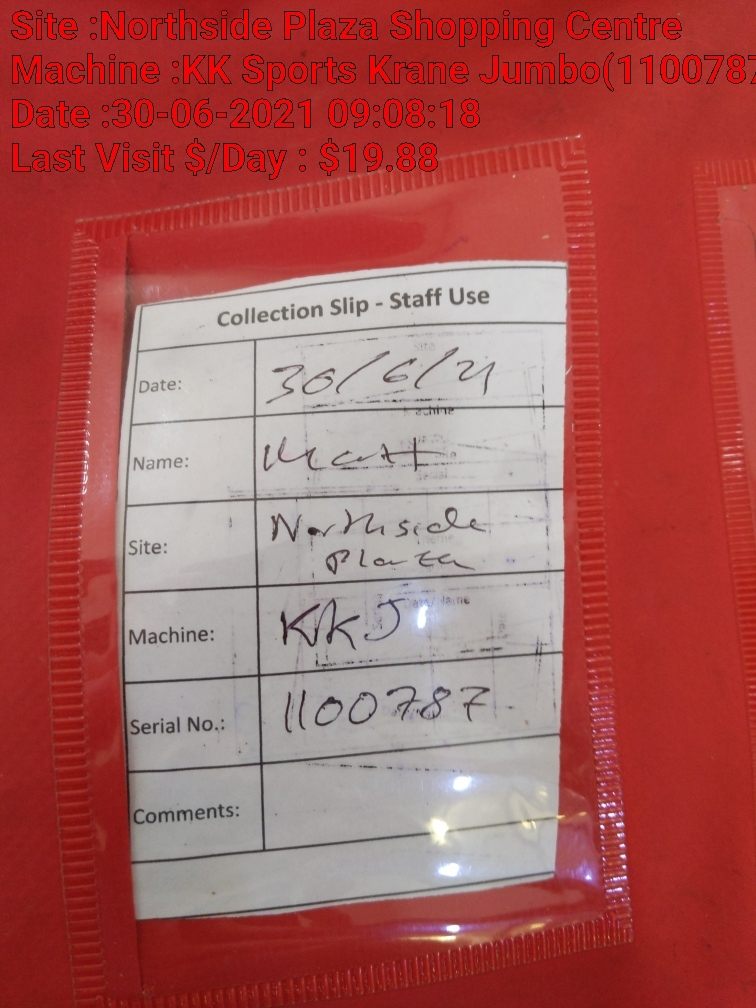 Site :Northside Plaza Shopping Centre
Machine :KK Sports Krane Jumbo(1100787
Date :30-06-2021 09:08:18
Last Visit $/Day : $19.88
Collection Slip - Staff Use
Date: 30/6/21
Name: Matt
Site: Northside
Plaza
Machine: KKJ
Serial No.: 1100787
Comments: